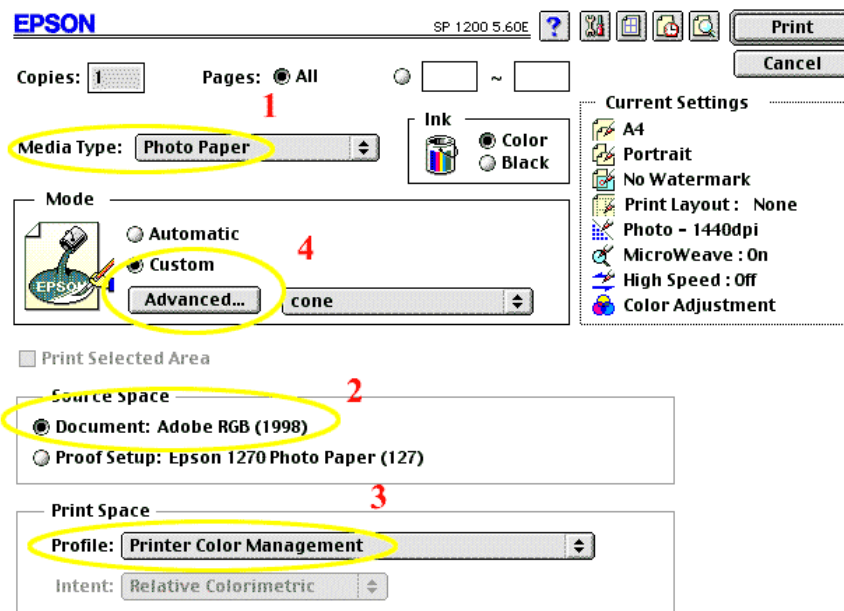 EPSON SP 1200 5.60E ? Print
Cancel
Copies: 1 Pages: All ~
1
Media Type: Photo Paper
Ink
Color
Black
Current Settings
A4
Portrait
No Watermark
Print Layout : None
Photo - 1440dpi
MicroWeave : On
High Speed : Off
Color Adjustment
Mode
EPSON
Automatic
Custom
4
Advanced... cone
Print Selected Area
2
Source Space
Document: Adobe RGB (1998)
Proof Setup: Epson 1270 Photo Paper (127)
3
Print Space
Profile: Printer Color Management
Intent: Relative Colorimetric